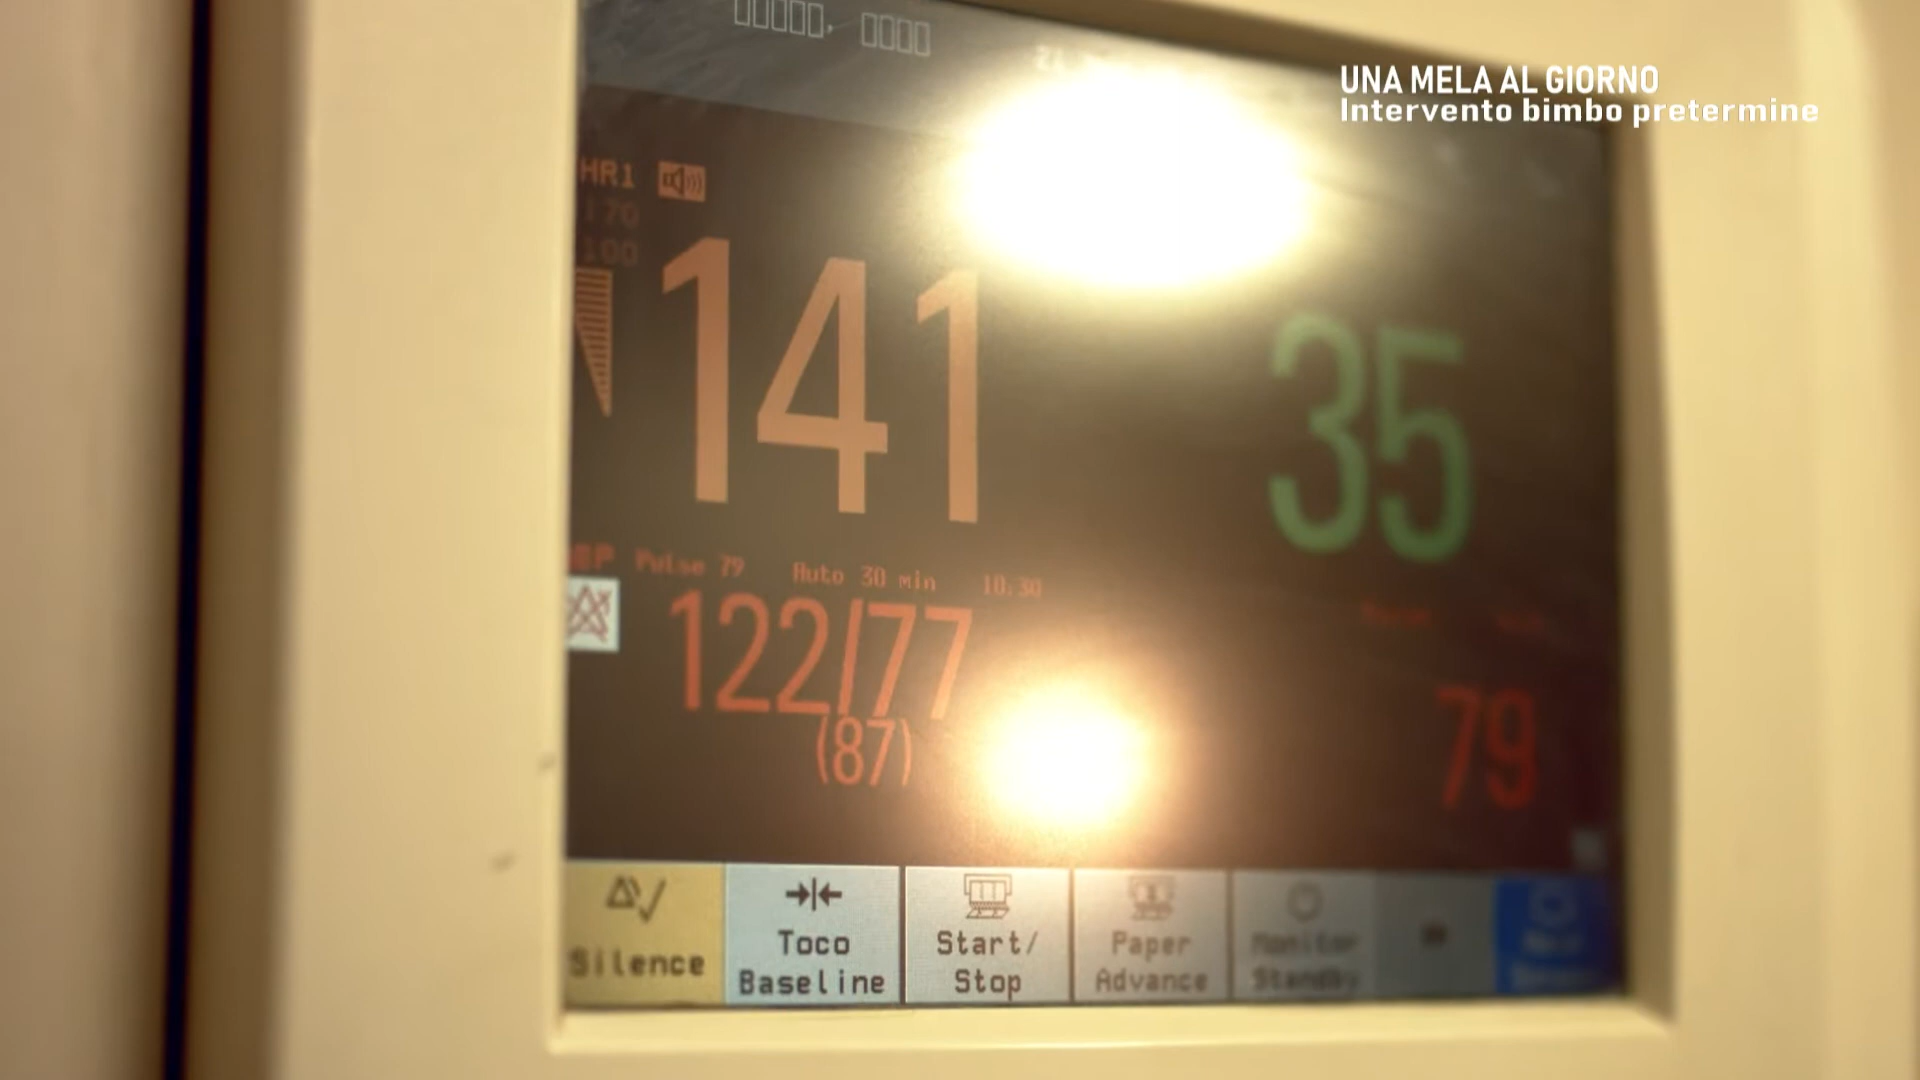 UNA MELA AL GIORNO
Intervento bimbo pretermine
HR1
170
100
141
35
Pulse 79 Auto 30 min 10:30
122/77
(87)
79
Silence
Toco
Baseline
Start/
Stop
Paper
Advance
Monitor
Standby